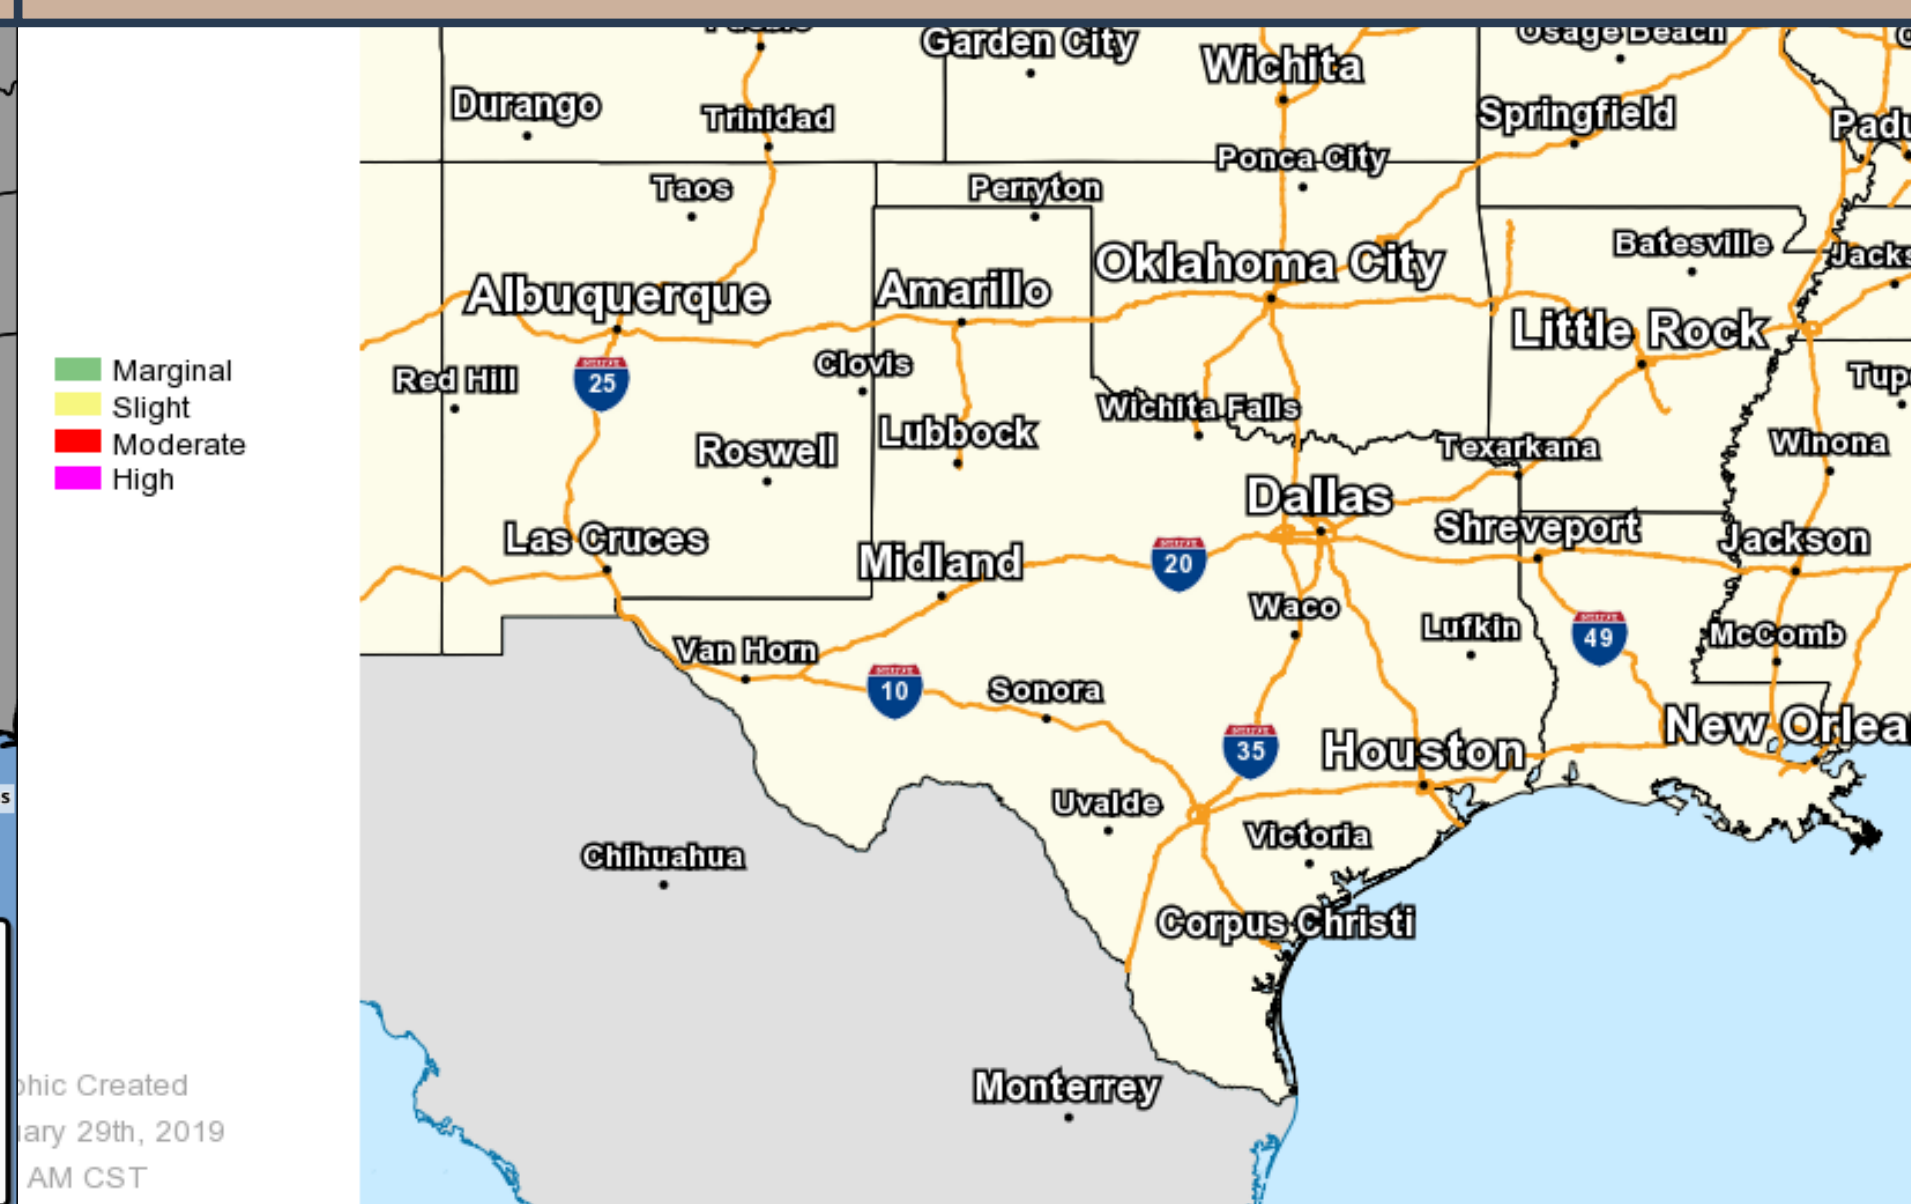 Garden City
Osage Beach
Wichita
Durango
Trinidad
Springfield
Ponca City
Taos
Perryton
Batesville
Oklahoma City
Albuquerque
Amarillo
Little Rock
Clovis
Red Hill
25
Marginal
Slight
Moderate
High
Wichita Falls
Lubbock
Roswell
Texarkana
Winona
Dallas
Shreveport
Jackson
Las Cruces
Midland
20
Waco
Lufkin
49
McComb
Van Horn
10
Sonora
New Orlea
35
Houston
Uvalde
Victoria
Chihuahua
Corpus Christi
Monterrey
phic Created
uary 29th, 2019
AM CST